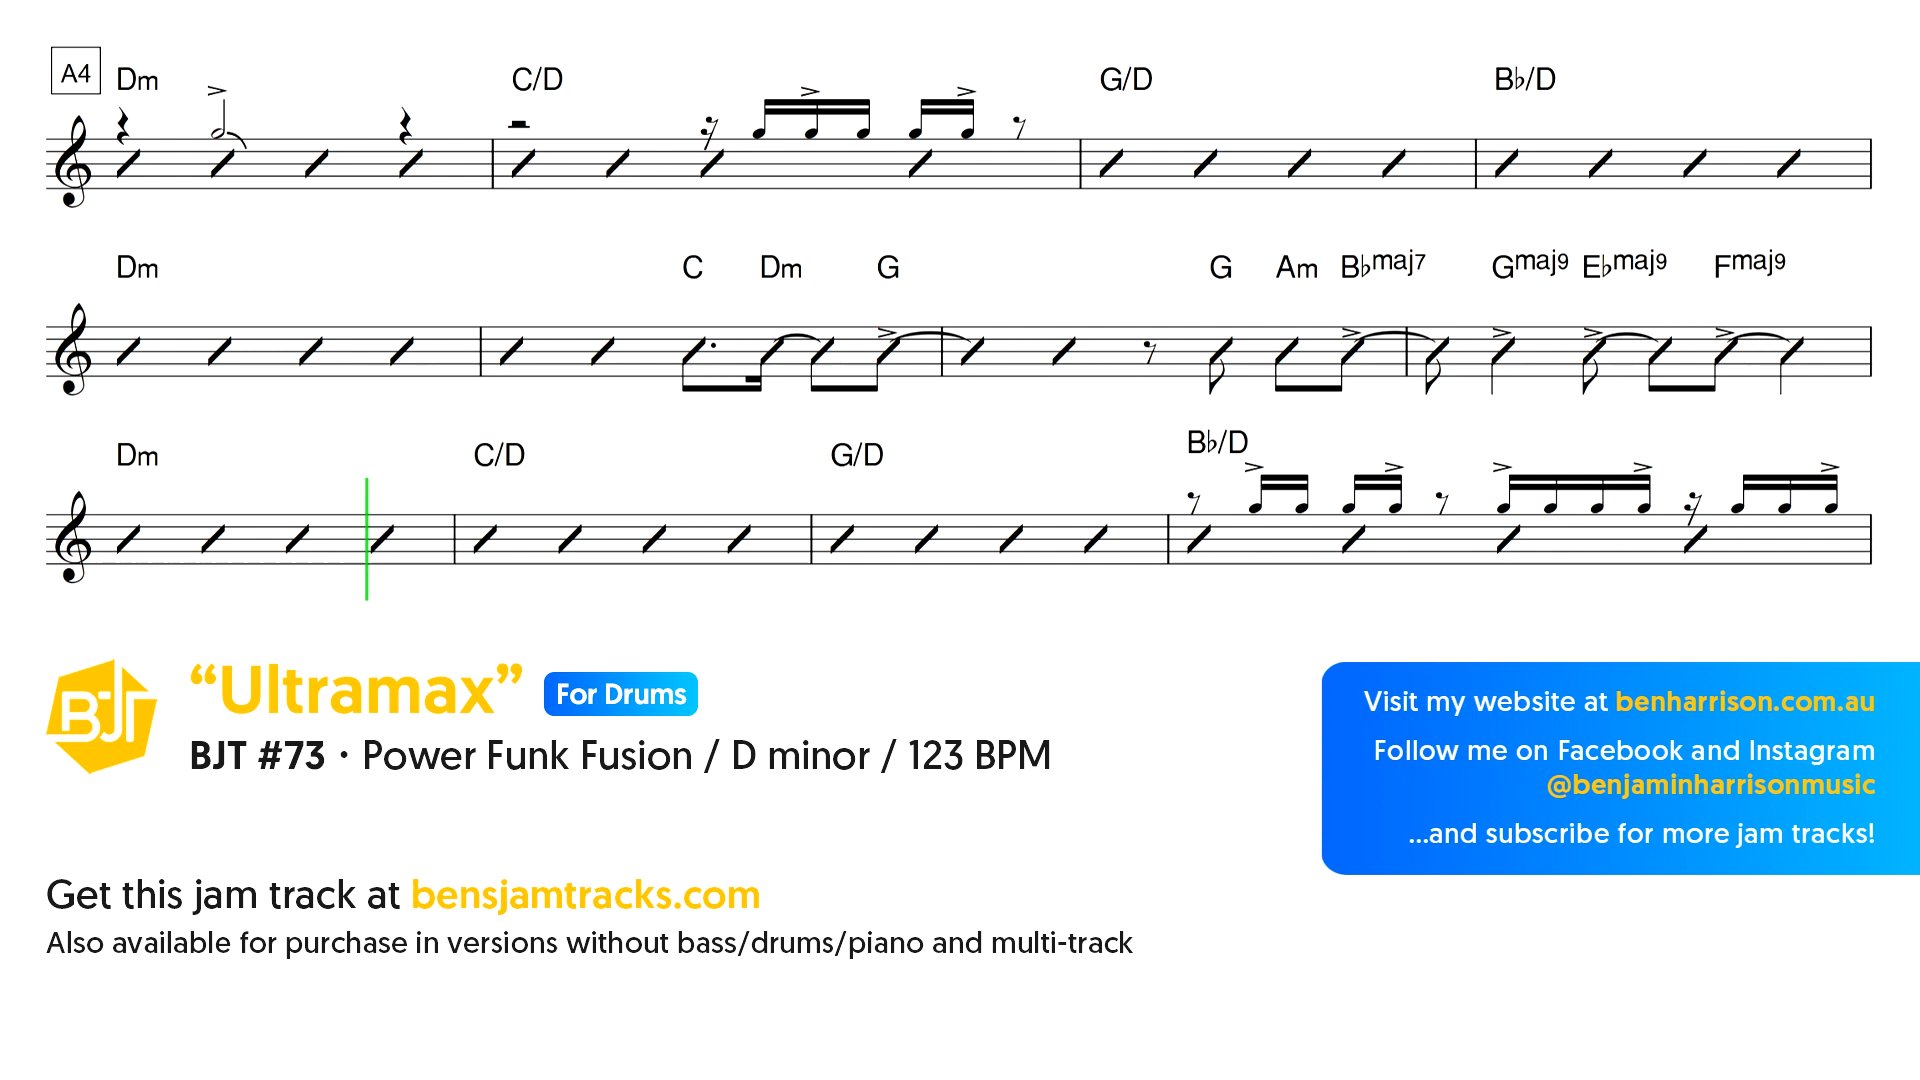 A4 Dm C/D G/D B♭/D
Dm C Dm G G Am B♭maj7 Gmaj9 E♭maj9 Fmaj9
Dm C/D G/D B♭/D
BJT
“Ultramax” For Drums
BJT #73 · Power Funk Fusion / D minor / 123 BPM
Visit my website at benharrison.com.au
Follow me on Facebook and Instagram
@benjaminharrisonmusic
...and subscribe for more jam tracks!
Get this jam track at bensjamtracks.com
Also available for purchase in versions without bass/drums/piano and multi-track